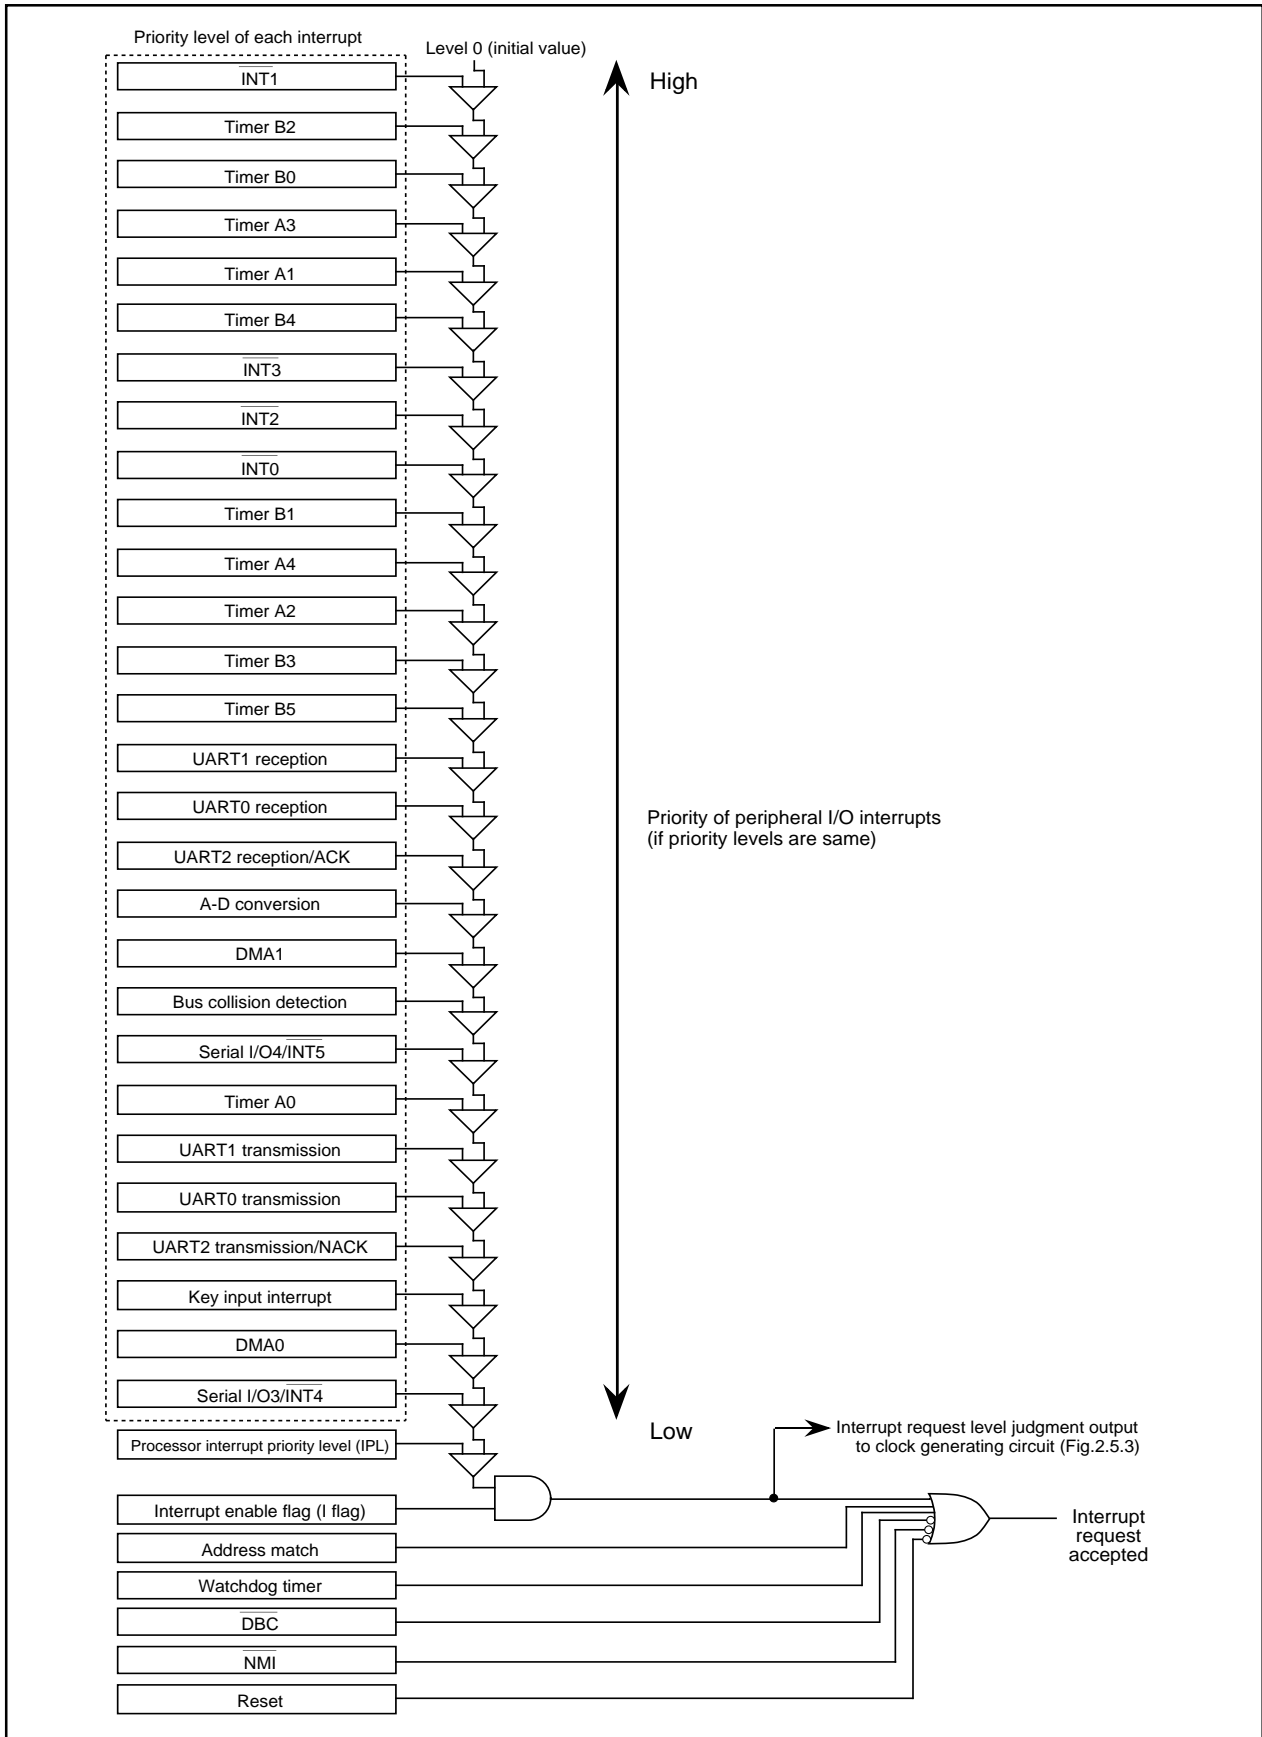 Priority level of each interrupt
Level 0 (initial value)
INT1
High
Timer B2
Timer B0
Timer A3
Timer A1
Timer B4
INT3
INT2
INT0
Timer B1
Timer A4
Timer A2
Timer B3
Timer B5
UART1 reception
UART0 reception
Priority of peripheral I/O interrupts
(if priority levels are same)
UART2 reception/ACK
A-D conversion
DMA1
Bus collision detection
Serial I/O4/INT5
Timer A0
UART1 transmission
UART0 transmission
UART2 transmission/NACK
Key input interrupt
DMA0
Serial I/O3/INT4
Low
Interrupt request level judgment output
to clock generating circuit (Fig.2.5.3)
Processor interrupt priority level (IPL)
Interrupt enable flag (I flag)
Interrupt
request
accepted
Address match
Watchdog timer
DBC
NMI
Reset